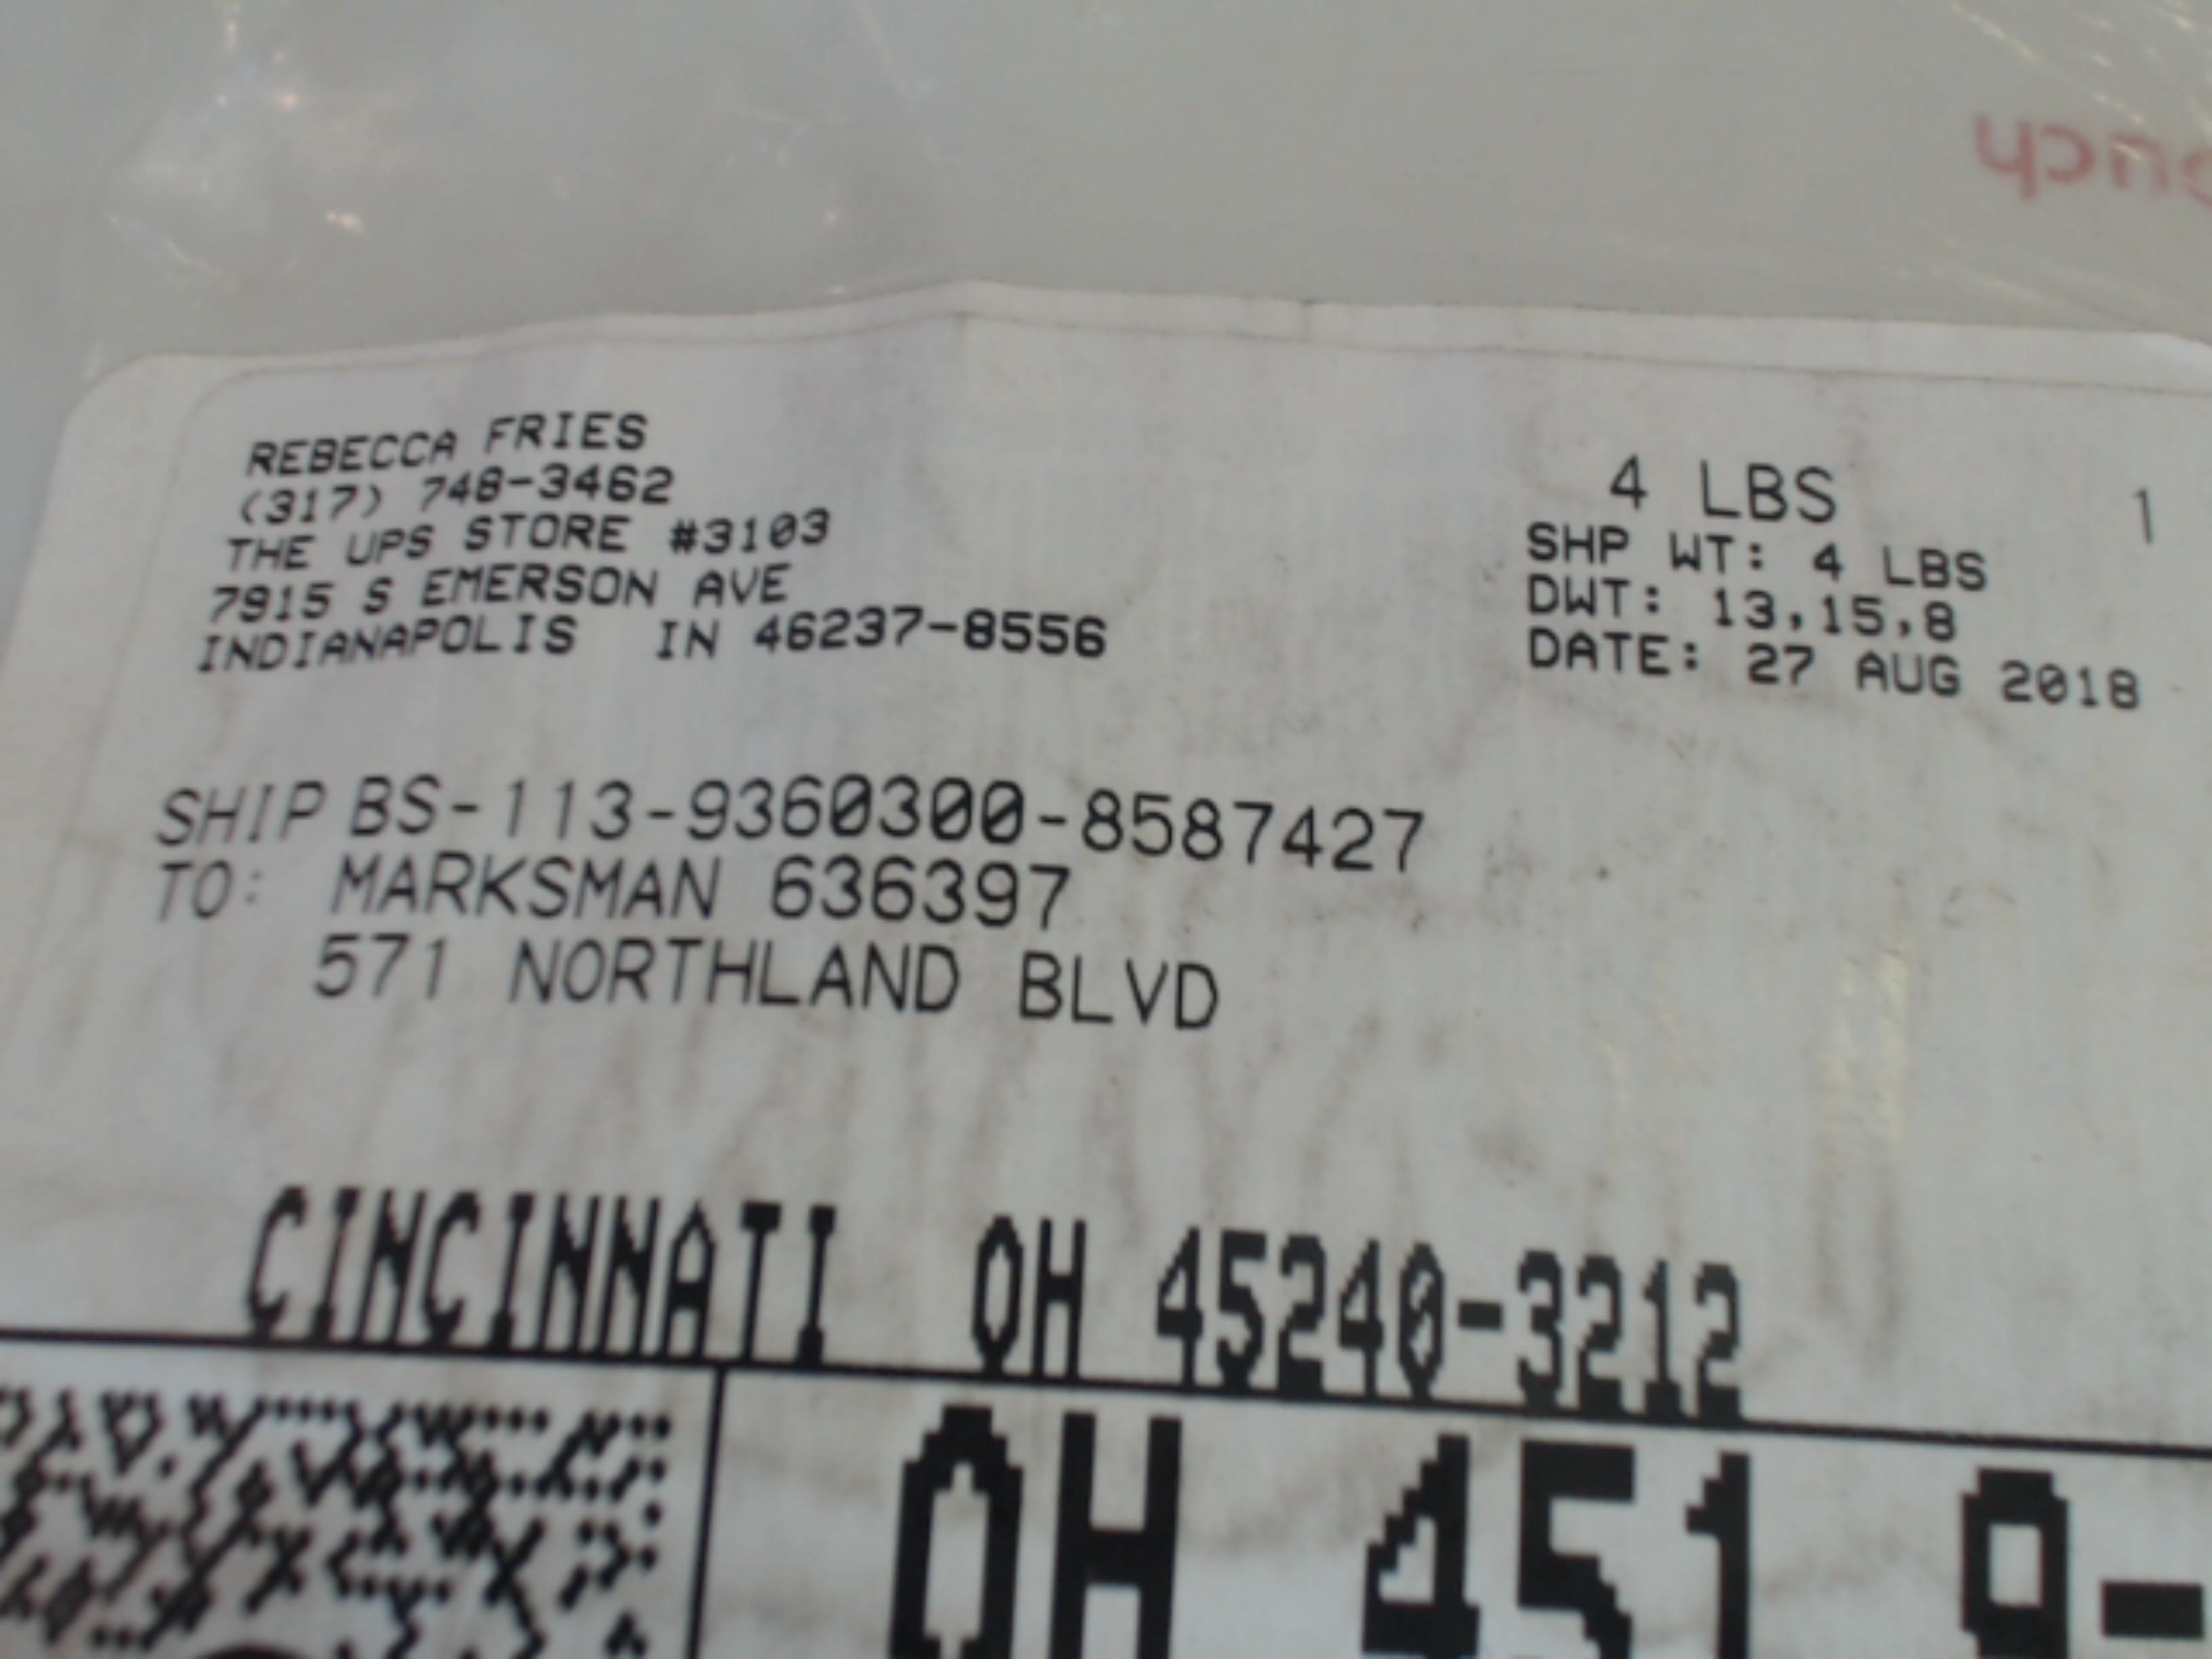 REBECCA FRIES
(317) 748-3462
THE UPS STORE #3103
7915 S EMERSON AVE
INDIANAPOLIS IN 46237-8556
4 LBS 1
SHP WT: 4 LBS
DWT: 13,15,8
DATE: 27 AUG 2018
SHIP BS-113-9360300-8587427
TO: MARKSMAN 636397
571 NORTHLAND BLVD
CINCINNATI OH 45240-3212
OH 451 9-